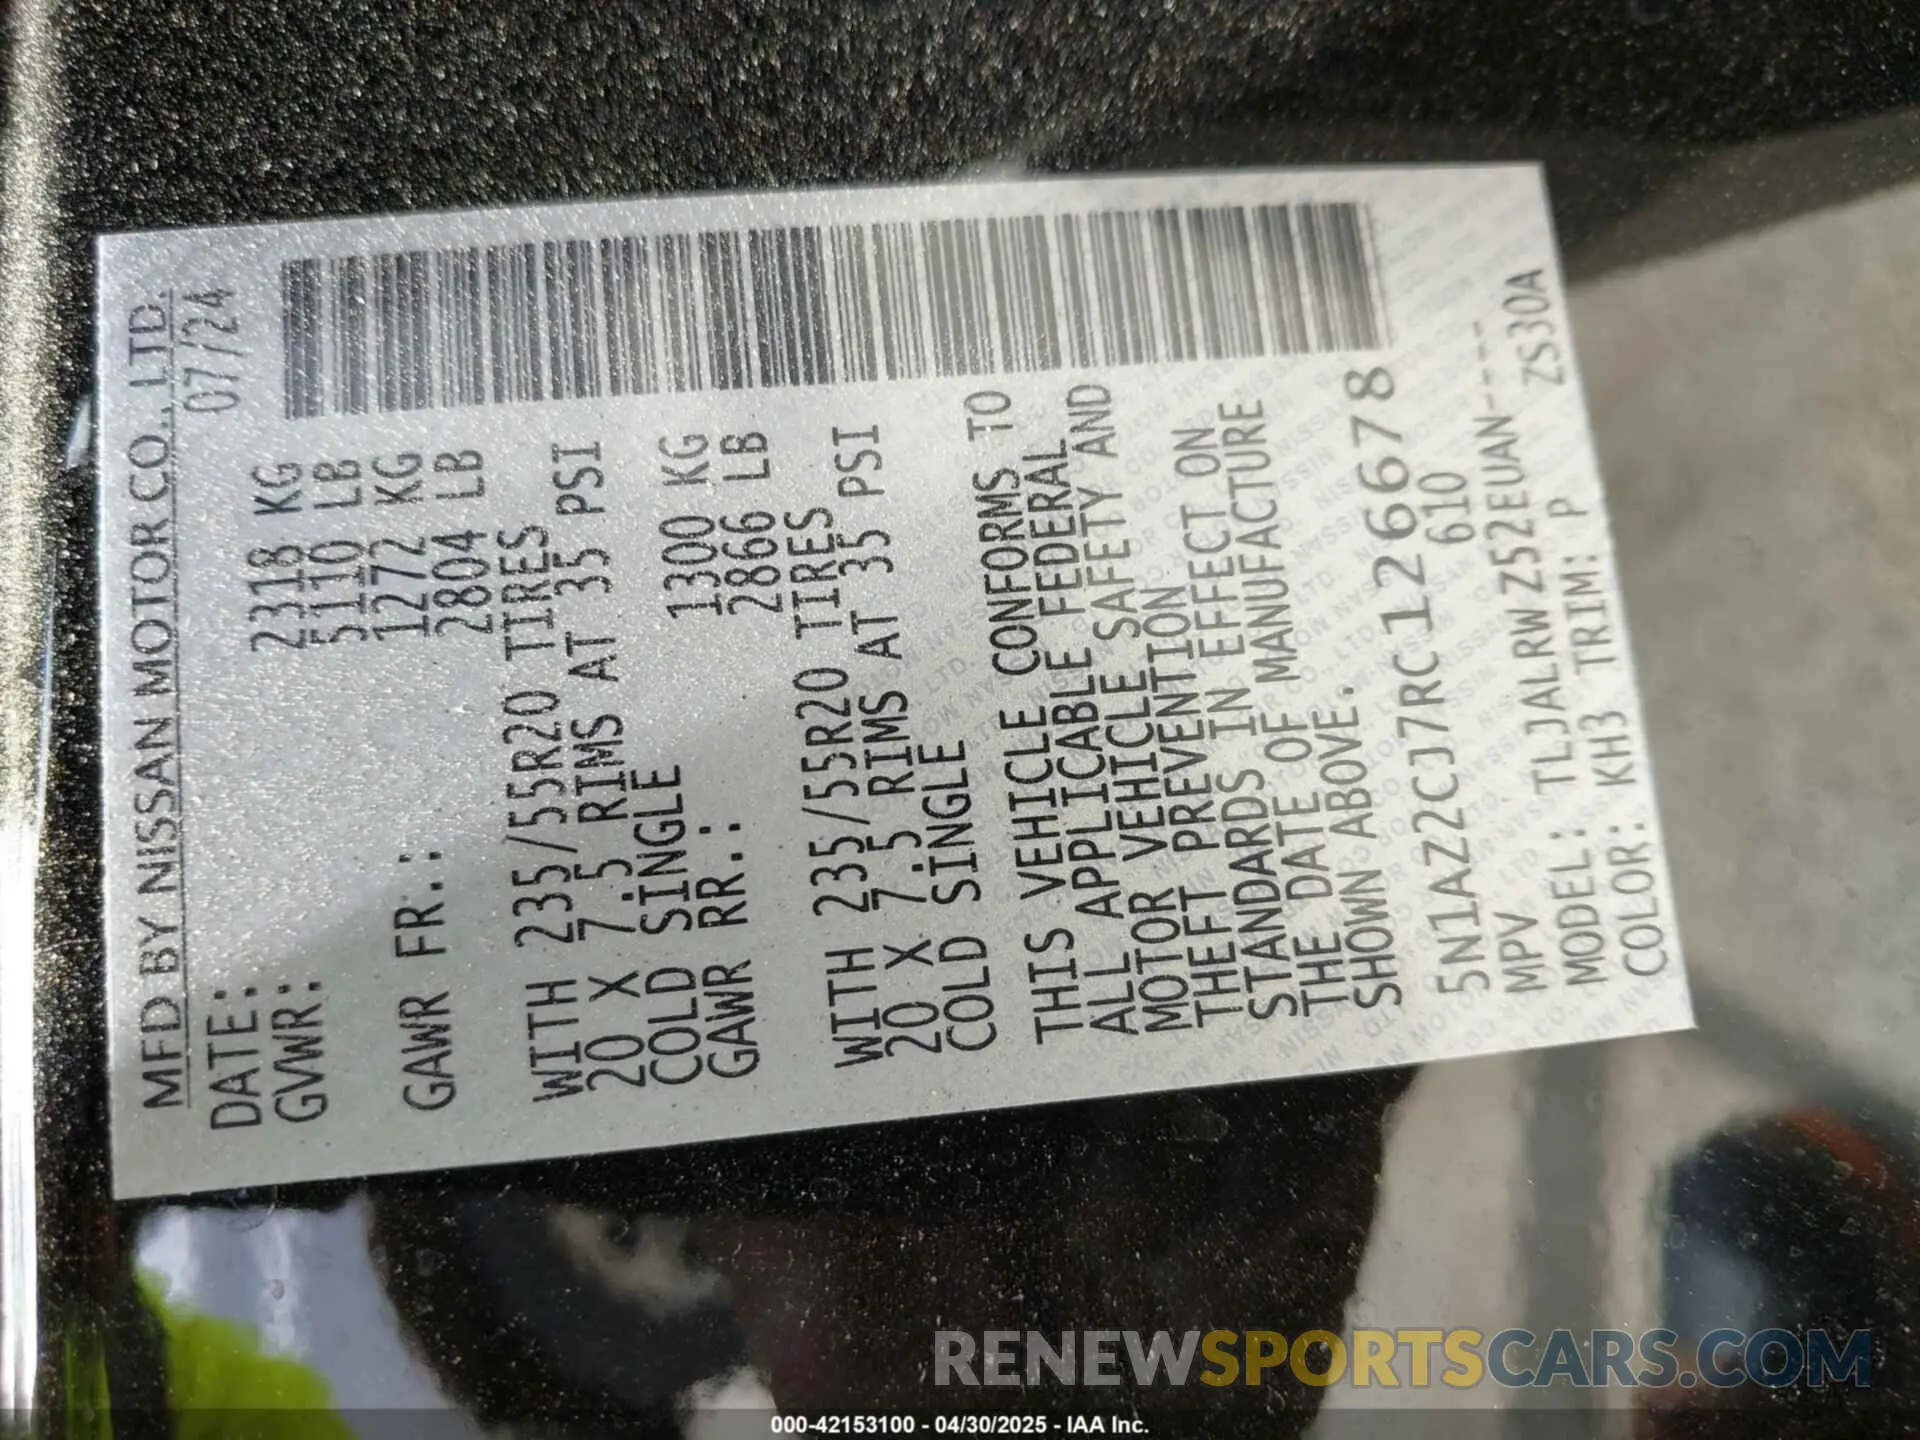 MFD BY NISSAN MOTOR CO., LTD.
DATE: 07/24
GVWR: 2318 KG
5110 LB
GAWR FR.: 1272 KG
2804 LB
WITH 235/55R20 TIRES
20 X 7.5 RIMS AT 35 PSI
COLD SINGLE
GAWR RR.: 1300 KG
2866 LB
WITH 235/55R20 TIRES
20 X 7.5 RIMS AT 35 PSI
COLD SINGLE
THIS VEHICLE CONFORMS TO
ALL APPLICABLE FEDERAL
MOTOR VEHICLE SAFETY AND
THEFT PREVENTION
STANDARDS IN EFFECT ON
THE DATE OF MANUFACTURE
SHOWN ABOVE.
5N1AZ2CJ7RC126678
MPV 610
MODEL: TLJALRWZ52EUAN----
COLOR: KH3 TRIM: P ZS30A
RENEWSPORTSCARS.COM
000-42153100 - 04/30/2025 - IAA Inc.